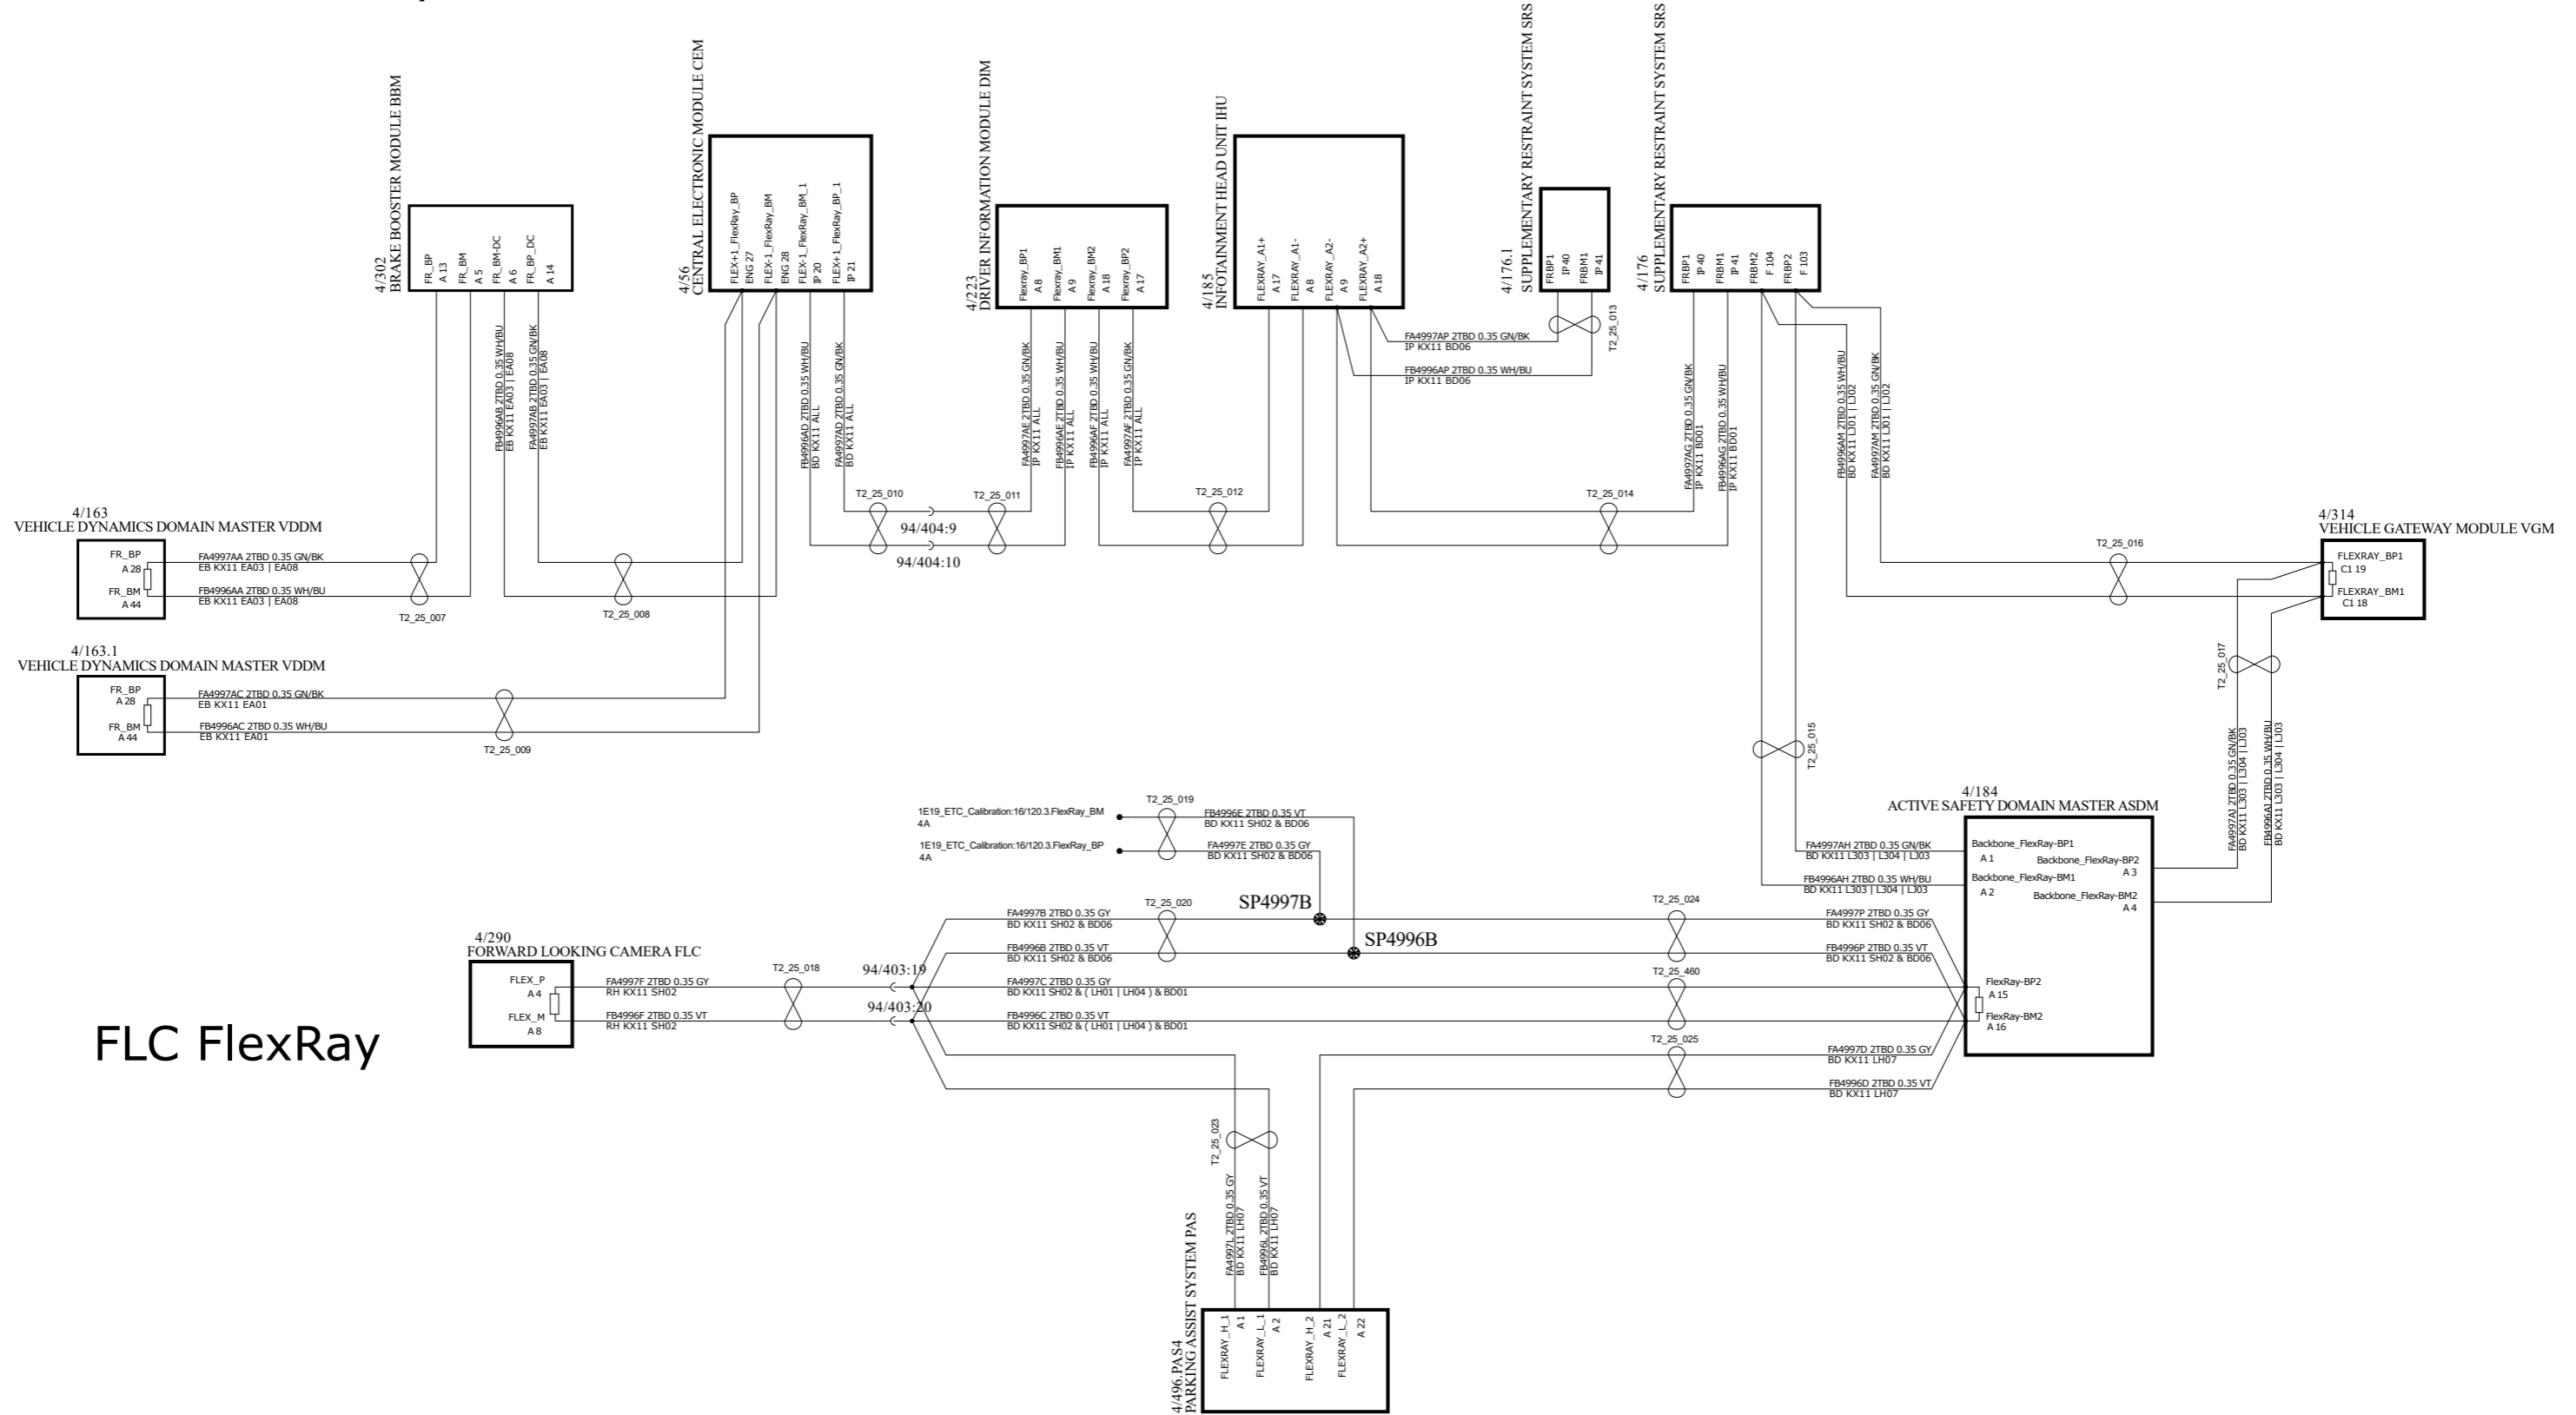 4/302
BRAKE BOOSTER MODULE BBM
FR_BP
A 13
FR_BM
A 5
FR_BM-DC
A 6
FR_BP_DC
A 14
FB4996AB 2TBD 0.35 WH/BU
EB KX11 EA03 | EA08
FA4997AB 2TBD 0.35 GN/BK
EB KX11 EA03 | EA08
4/56
CENTRAL ELECTRONIC MODULE CEM
FLEX+1_FlexRay_BP
ENG 27
FLEX-1_FlexRay_BM
ENG 28
FLEX-1_FlexRay_BM_1
IP 20
FLEX+1_FlexRay_BP_1
IP 21
FB4996AD 2TBD 0.35 WH/BU
BD KX11 ALL
FA4997AD 2TBD 0.35 GN/BK
BD KX11 ALL
4/223
DRIVER INFORMATION MODULE DIM
Flexray_BP1
A 8
Flexray_BM1
A 9
Flexray_BM2
A 18
Flexray_BP2
A 17
FA4997AE 2TBD 0.35 GN/BK
IP KX11 ALL
FB4996AE 2TBD 0.35 WH/BU
IP KX11 ALL
FB4996AF 2TBD 0.35 WH/BU
IP KX11 ALL
FA4997AF 2TBD 0.35 GN/BK
IP KX11 ALL
4/185
INFOTAINMENT HEAD UNIT IHU
FLEXRAY_A1+
A 17
FLEXRAY_A1-
A 8
FLEXRAY_A2-
A 9
FLEXRAY_A2+
A 18
FA4997AP 2TBD 0.35 GN/BK
IP KX11 BD06
FB4996AP 2TBD 0.35 WH/BU
IP KX11 BD06
4/176.1
SUPPLEMENTARY RESTRAINT SYSTEM SRS
FRBP1
IP 40
FRBM1
IP 41
T2_25_013
4/176
SUPPLEMENTARY RESTRAINT SYSTEM SRS
FRBP1
IP 40
FRBM1
IP 41
FRBM2
F 104
FRBP2
F 103
FA4997AG 2TBD 0.35 GN/BK
IP KX11 BD01
FB4996AG 2TBD 0.35 WH/BU
IP KX11 BD01
FB4996AM 2TBD 0.35 WH/BU
BD KX11 LJ01 | LJ02
FA4997AM 2TBD 0.35 GN/BK
BD KX11 LJ01 | LJ02
T2_25_010
94/404:9
94/404:10
T2_25_011
T2_25_012
T2_25_014
4/163
VEHICLE DYNAMICS DOMAIN MASTER VDDM
FR_BP
A 28
FR_BM
A 44
FA4997AA 2TBD 0.35 GN/BK
EB KX11 EA03 | EA08
FB4996AA 2TBD 0.35 WH/BU
EB KX11 EA03 | EA08
T2_25_007
T2_25_008
4/163.1
VEHICLE DYNAMICS DOMAIN MASTER VDDM
FR_BP
A 28
FR_BM
A 44
FA4997AC 2TBD 0.35 GN/BK
EB KX11 EA01
FB4996AC 2TBD 0.35 WH/BU
EB KX11 EA01
T2_25_009
4/314
VEHICLE GATEWAY MODULE VGM
FLEXRAY_BP1
C1 19
FLEXRAY_BM1
C1 18
T2_25_016
T2_25_017
FA4997AJ 2TBD 0.35 GN/BK
BD KX11 L303 | L304 | LJ03
FB4996AJ 2TBD 0.35 WH/BU
BD KX11 L303 | L304 | LJ03
T2_25_015
4/184
ACTIVE SAFETY DOMAIN MASTER ASDM
FA4997AH 2TBD 0.35 GN/BK
BD KX11 L303 | L304 | LJ03
FB4996AH 2TBD 0.35 WH/BU
BD KX11 L303 | L304 | LJ03
Backbone_FlexRay-BP1
A 1
Backbone_FlexRay-BP2
A 3
Backbone_FlexRay-BM1
A 2
Backbone_FlexRay-BM2
A 4
FlexRay-BP2
A 15
FlexRay-BM2
A 16
1E19_ETC_Calibration:16/120.3.FlexRay_BM
4A
1E19_ETC_Calibration:16/120.3.FlexRay_BP
4A
T2_25_019
FB4996E 2TBD 0.35 VT
BD KX11 SH02 & BD06
FA4997E 2TBD 0.35 GY
BD KX11 SH02 & BD06
SP4997B
SP4996B
T2_25_020
FA4997B 2TBD 0.35 GY
BD KX11 SH02 & BD06
FB4996B 2TBD 0.35 VT
BD KX11 SH02 & BD06
T2_25_024
FA4997P 2TBD 0.35 GY
BD KX11 SH02 & BD06
FB4996P 2TBD 0.35 VT
BD KX11 SH02 & BD06
4/290
FORWARD LOOKING CAMERA FLC
FLEX_P
A 4
FLEX_M
A 8
FA4997F 2TBD 0.35 GY
RH KX11 SH02
FB4996F 2TBD 0.35 VT
RH KX11 SH02
T2_25_018
94/403:19
94/403:20
FA4997C 2TBD 0.35 GY
BD KX11 SH02 & ( LH01 | LH04 ) & BD01
FB4996C 2TBD 0.35 VT
BD KX11 SH02 & ( LH01 | LH04 ) & BD01
T2_25_460
T2_25_025
FA4997D 2TBD 0.35 GY
BD KX11 LH07
FB4996D 2TBD 0.35 VT
BD KX11 LH07
FLC FlexRay
T2_25_023
FA4997L 2TBD 0.35 GY
BD KX11 LH07
FB4996L 2TBD 0.35 VT
BD KX11 LH07
4/496.PAS4
PARKING ASSIST SYSTEM PAS
FLEXRAY_H_1
A 1
FLEXRAY_L_1
A 2
FLEXRAY_H_2
A 21
FLEXRAY_L_2
A 22